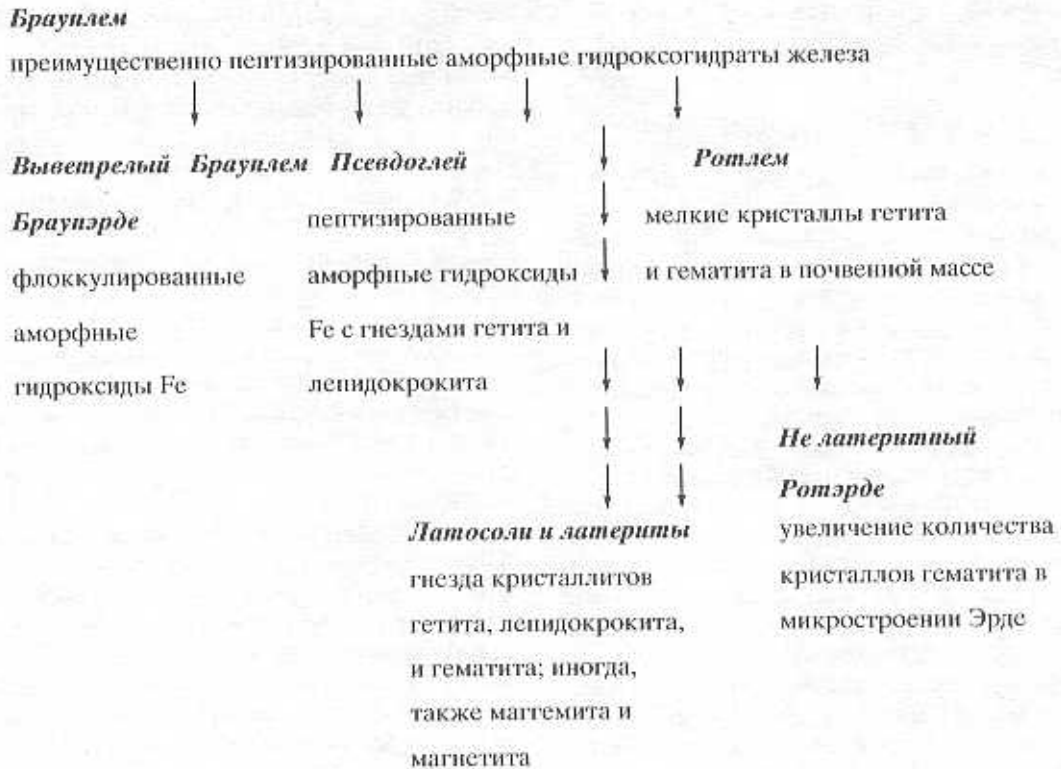 Браунлем
преимущественно пептизированные аморфные гидроксогидраты железа
Выветрелый Браунлем
Браунэрде
флоккулированные
аморфные
гидроксиды Fe
Псевдоглей
пептизированные
аморфные гидроксиды
Fe с гнездами гетита и
лепидокрокита
Ротлем
мелкие кристаллы гетита
и гематита в почвенной массе
Латосоли и латериты
гнезда кристаллитов
гетита, лепидокрокита,
и гематита; иногда,
также маггемита и
магнетита
Не латеритный
Ротэрде
увеличение количества
кристаллов гематита в
микростроении Эрде